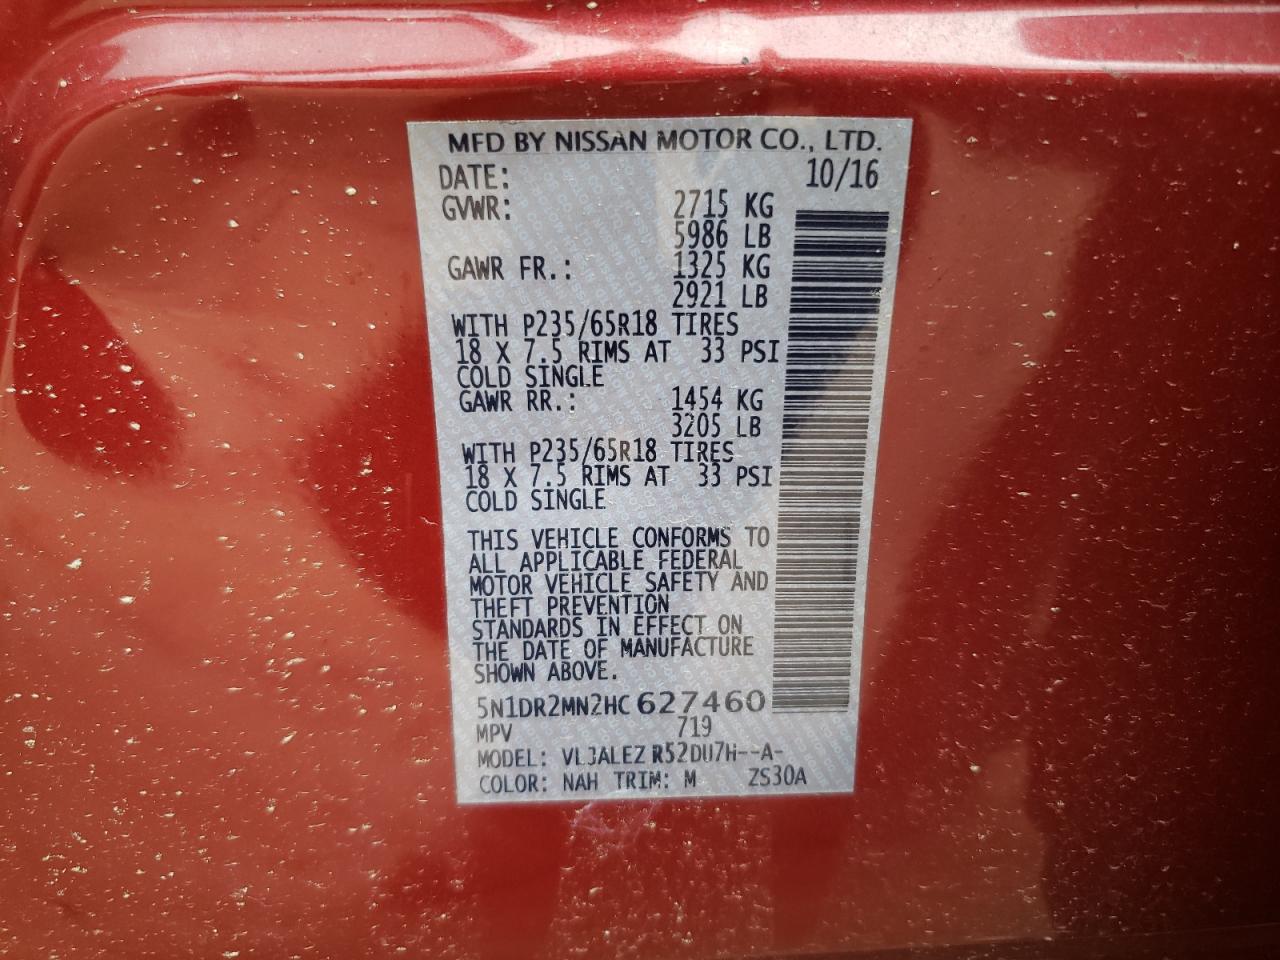 MFD BY NISSAN MOTOR CO., LTD.
DATE: 10/16
GVWR: 2715 KG
5986 LB
GAWR FR.: 1325 KG
2921 LB
WITH P235/65R18 TIRES
18 X 7.5 RIMS AT 33 PSI
COLD SINGLE
GAWR RR.: 1454 KG
3205 LB
WITH P235/65R18 TIRES
18 X 7.5 RIMS AT 33 PSI
COLD SINGLE
THIS VEHICLE CONFORMS TO
ALL APPLICABLE FEDERAL
MOTOR VEHICLE SAFETY AND
THEFT PREVENTION
STANDARDS IN EFFECT ON
THE DATE OF MANUFACTURE
SHOWN ABOVE.
5N1DR2MN2HC 627460
MPV 719
MODEL: VL3ALEZ R52DU7H--A-
COLOR: NAH TRIM: M ZS30A